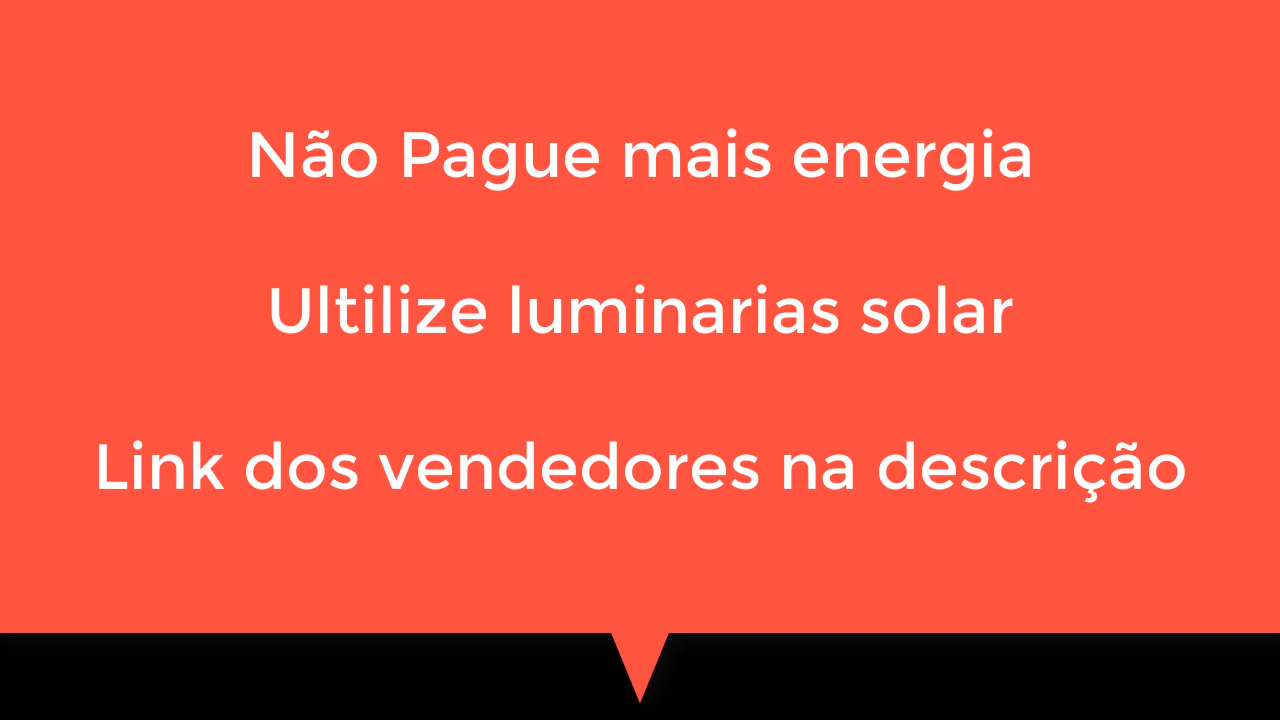 Não Pague mais energia
Ultilize luminarias solar
Link dos vendedores na descrição